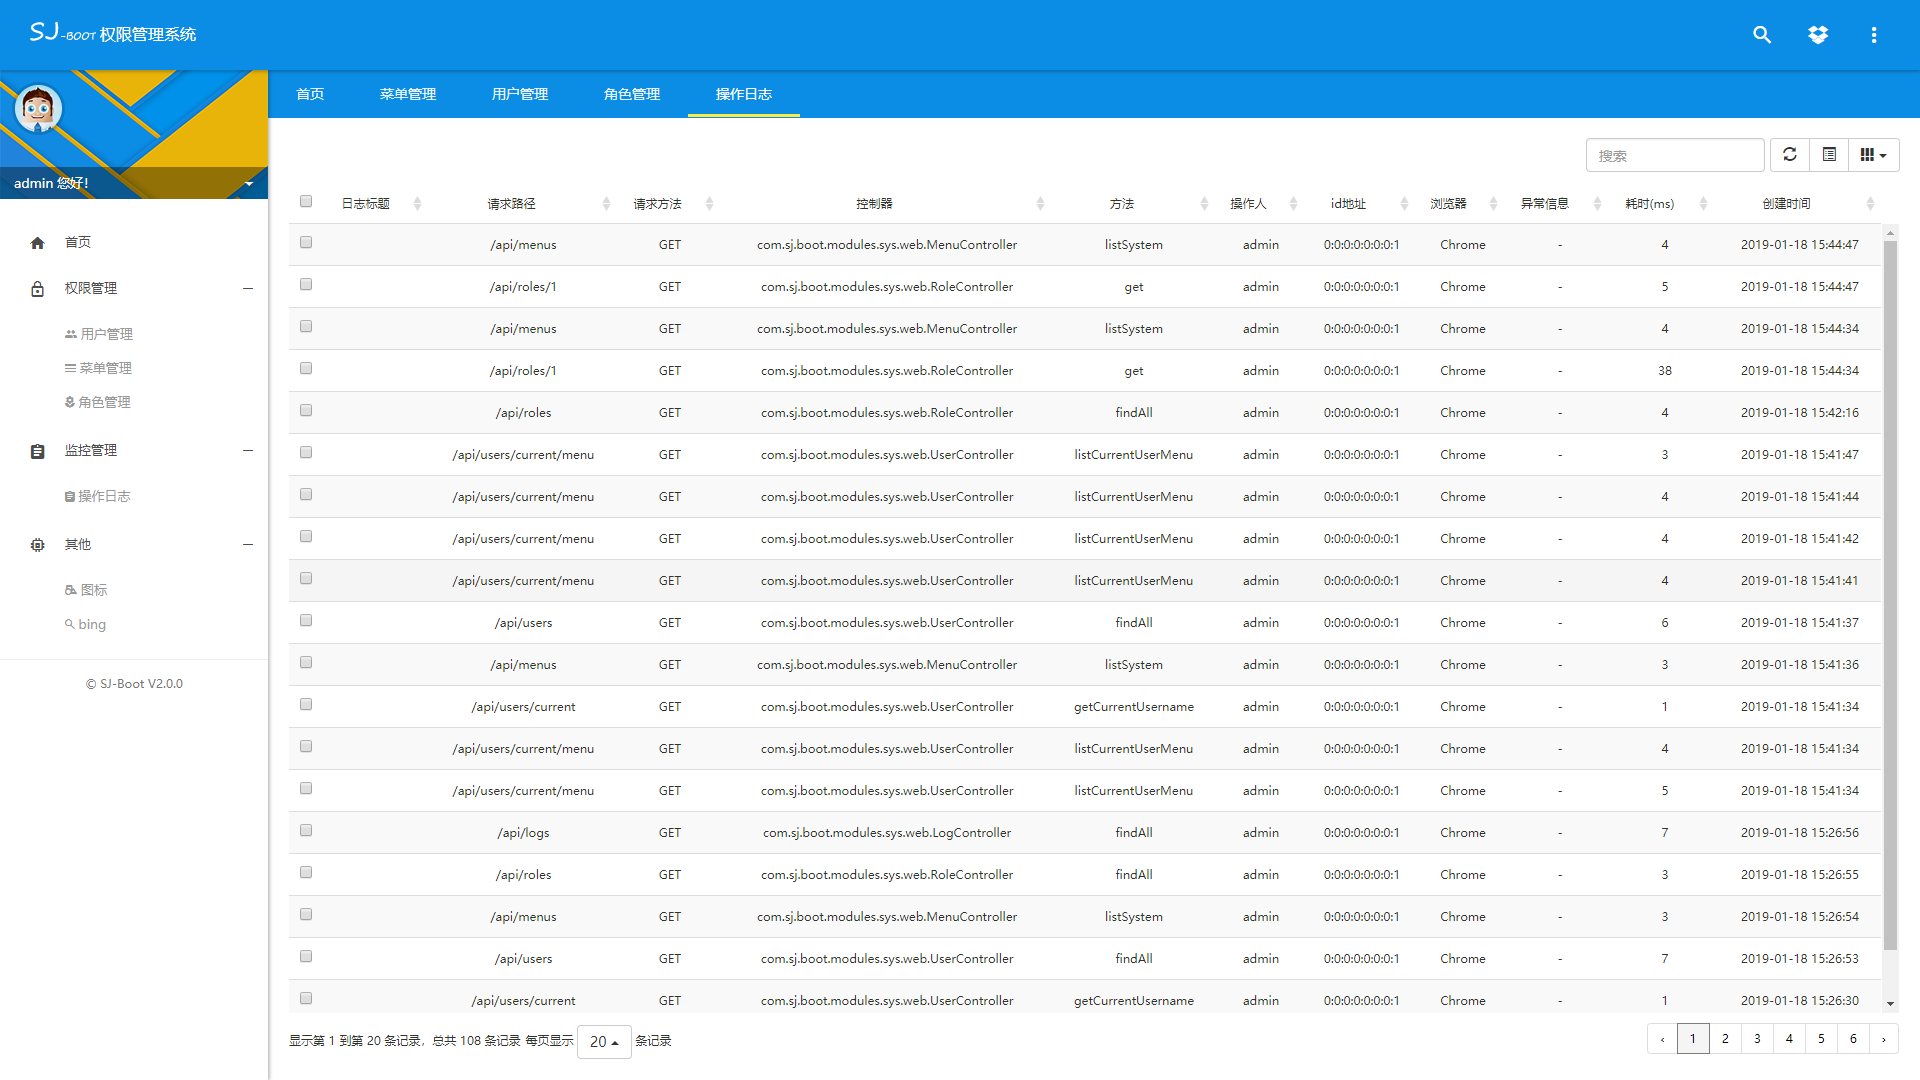 SJ-BOOT 权限管理系统
首页 菜单管理 用户管理 角色管理 操作日志
admin 您好!
首页
权限管理
用户管理
菜单管理
角色管理
监控管理
操作日志
其他
图标
bing
© SJ-Boot V2.0.0
搜索
日志标题 请求路径 请求方法 控制器 方法 操作人 id地址 浏览器 异常信息 耗时(ms) 创建时间
/api/menus GET com.sj.boot.modules.sys.web.MenuController listSystem admin 0:0:0:0:0:0:0:1 Chrome - 4 2019-01-18 15:44:47
/api/roles/1 GET com.sj.boot.modules.sys.web.RoleController get admin 0:0:0:0:0:0:0:1 Chrome - 5 2019-01-18 15:44:47
/api/menus GET com.sj.boot.modules.sys.web.MenuController listSystem admin 0:0:0:0:0:0:0:1 Chrome - 4 2019-01-18 15:44:34
/api/roles/1 GET com.sj.boot.modules.sys.web.RoleController get admin 0:0:0:0:0:0:0:1 Chrome - 38 2019-01-18 15:44:34
/api/roles GET com.sj.boot.modules.sys.web.RoleController findAll admin 0:0:0:0:0:0:0:1 Chrome - 4 2019-01-18 15:42:16
/api/users/current/menu GET com.sj.boot.modules.sys.web.UserController listCurrentUserMenu admin 0:0:0:0:0:0:0:1 Chrome - 3 2019-01-18 15:41:47
/api/users/current/menu GET com.sj.boot.modules.sys.web.UserController listCurrentUserMenu admin 0:0:0:0:0:0:0:1 Chrome - 4 2019-01-18 15:41:44
/api/users/current/menu GET com.sj.boot.modules.sys.web.UserController listCurrentUserMenu admin 0:0:0:0:0:0:0:1 Chrome - 4 2019-01-18 15:41:42
/api/users/current/menu GET com.sj.boot.modules.sys.web.UserController listCurrentUserMenu admin 0:0:0:0:0:0:0:1 Chrome - 4 2019-01-18 15:41:41
/api/users GET com.sj.boot.modules.sys.web.UserController findAll admin 0:0:0:0:0:0:0:1 Chrome - 6 2019-01-18 15:41:37
/api/menus GET com.sj.boot.modules.sys.web.MenuController listSystem admin 0:0:0:0:0:0:0:1 Chrome - 3 2019-01-18 15:41:36
/api/users/current GET com.sj.boot.modules.sys.web.UserController getCurrentUsername admin 0:0:0:0:0:0:0:1 Chrome - 1 2019-01-18 15:41:34
/api/users/current/menu GET com.sj.boot.modules.sys.web.UserController listCurrentUserMenu admin 0:0:0:0:0:0:0:1 Chrome - 4 2019-01-18 15:41:34
/api/users/current/menu GET com.sj.boot.modules.sys.web.UserController listCurrentUserMenu admin 0:0:0:0:0:0:0:1 Chrome - 5 2019-01-18 15:41:34
/api/logs GET com.sj.boot.modules.sys.web.LogController findAll admin 0:0:0:0:0:0:0:1 Chrome - 7 2019-01-18 15:26:56
/api/roles GET com.sj.boot.modules.sys.web.RoleController findAll admin 0:0:0:0:0:0:0:1 Chrome - 3 2019-01-18 15:26:55
/api/menus GET com.sj.boot.modules.sys.web.MenuController listSystem admin 0:0:0:0:0:0:0:1 Chrome - 3 2019-01-18 15:26:54
/api/users GET com.sj.boot.modules.sys.web.UserController findAll admin 0:0:0:0:0:0:0:1 Chrome - 7 2019-01-18 15:26:53
/api/users/current GET com.sj.boot.modules.sys.web.UserController getCurrentUsername admin 0:0:0:0:0:0:0:1 Chrome - 1 2019-01-18 15:26:30
显示第 1 到第 20 条记录，总共 108 条记录 每页显示 20 条记录
‹ 1 2 3 4 5 6 ›